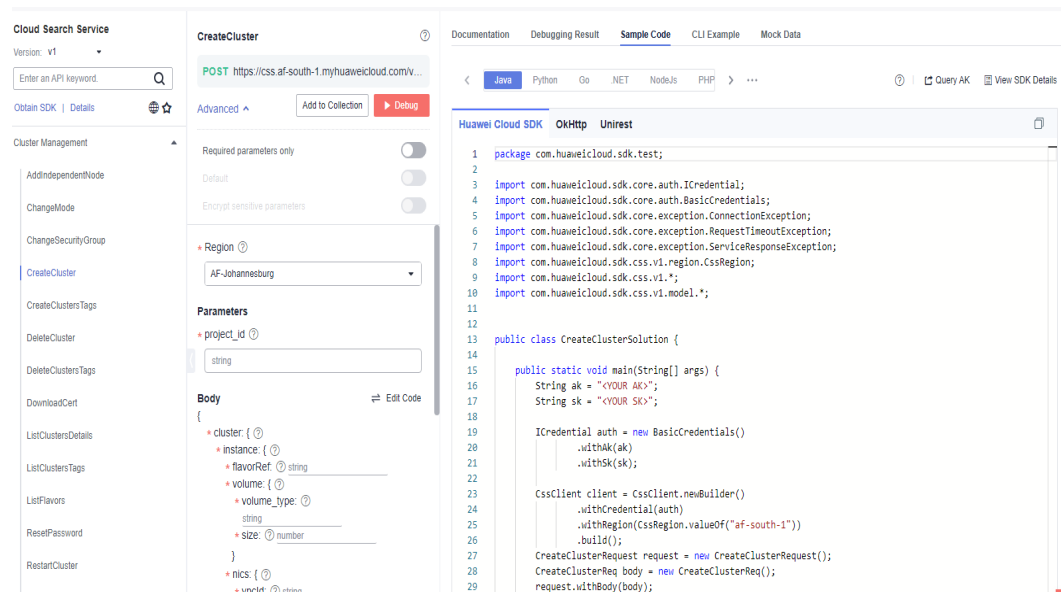 Cloud Search Service
Version: v1
Enter an API keyword.
Obtain SDK | Details
Cluster Management
AddIndependentNode
ChangeMode
ChangeSecurityGroup
CreateCluster
CreateClustersTags
DeleteCluster
DeleteClustersTags
DownloadCert
ListClustersDetails
ListClustersTags
ListFlavors
ResetPassword
RestartCluster
CreateCluster
POST https://css.af-south-1.myhuaweicloud.com/v...
Advanced
Add to Collection
Debug
Required parameters only
Default
Encrypt sensitive parameters
* Region
AF-Johannesburg
Parameters
* project_id
string
Body
Edit Code
{
* cluster: {
* instance: {
* flavorRef: string
* volume: {
* volume_type:
string
* size: number
}
* nics: {
* vpcId: string
Documentation Debugging Result Sample Code CLI Example Mock Data
Java Python Go .NET NodeJs PHP ...
Query AK View SDK Details
Huawei Cloud SDK OkHttp Unirest
1 package com.huaweicloud.sdk.test;
2
3 import com.huaweicloud.sdk.core.auth.ICredential;
4 import com.huaweicloud.sdk.core.auth.BasicCredentials;
5 import com.huaweicloud.sdk.core.exception.ConnectionException;
6 import com.huaweicloud.sdk.core.exception.RequestTimeoutException;
7 import com.huaweicloud.sdk.core.exception.ServiceResponseException;
8 import com.huaweicloud.sdk.css.v1.region.CssRegion;
9 import com.huaweicloud.sdk.css.v1.*;
10 import com.huaweicloud.sdk.css.v1.model.*;
11
12
13 public class CreateClusterSolution {
14
15 public static void main(String[] args) {
16 String ak = "<YOUR AK>";
17 String sk = "<YOUR SK>";
18
19 ICredential auth = new BasicCredentials()
20 .withAk(ak)
21 .withSk(sk);
22
23 CssClient client = CssClient.newBuilder()
24 .withCredential(auth)
25 .withRegion(CssRegion.valueOf("af-south-1"))
26 .build();
27 CreateClusterRequest request = new CreateClusterRequest();
28 CreateClusterReq body = new CreateClusterReq();
29 request.withBody(body);